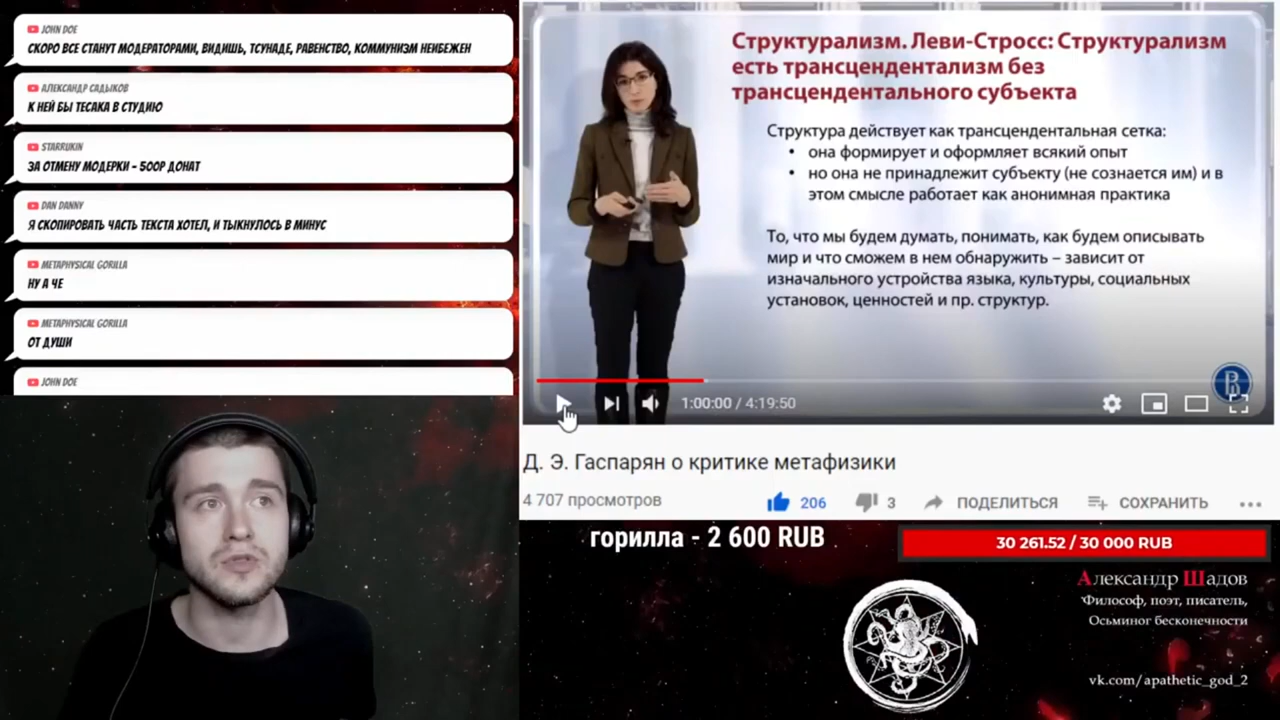 JOHN DOE
СКОРО ВСЕ СТАНУТ МОДЕРАТОРАМИ, ВИДИШЬ, ТСУНАДЕ, РАВЕНСТВО, КОММУНИЗМ НЕИБЕЖЕН
АЛЕКСАНДР САДЫКОВ
К НЕЙ БЫ ТЕСАКА В СТУДИЮ
STARRUKIN
ЗА ОТМЕНУ МОДЕРКИ - 500Р ДОНАТ
DAN DANNY
Я СКОПИРОВАТЬ ЧАСТЬ ТЕКСТА ХОТЕЛ, И ТЫКНУЛОСЬ В МИНУС
METAPHYSICAL GORILLA
НУ А ЧЕ
METAPHYSICAL GORILLA
ОТ ДУШИ
JOHN DOE
Структурализм. Леви-Стросс: Структурализм
есть трансцендентализм без
трансцендентального субъекта
Структура действует как трансцендентальная сетка:
• она формирует и оформляет всякий опыт
• но она не принадлежит субъекту (не сознается им) и в
этом смысле работает как анонимная практика
То, что мы будем думать, понимать, как будем описывать
мир и что сможем в нем обнаружить – зависит от
изначального устройства языка, культуры, социальных
установок, ценностей и пр. структур.
1:00:00 / 4:19:50
Д. Э. Гаспарян о критике метафизики
4 707 просмотров
206
3
ПОДЕЛИТЬСЯ
СОХРАНИТЬ
горилла - 2 600 RUB
30 261.52 / 30 000 RUB
Александр Шадов
Философ, поэт, писатель,
Осьминог бесконечности
vk.com/apathetic_god_2